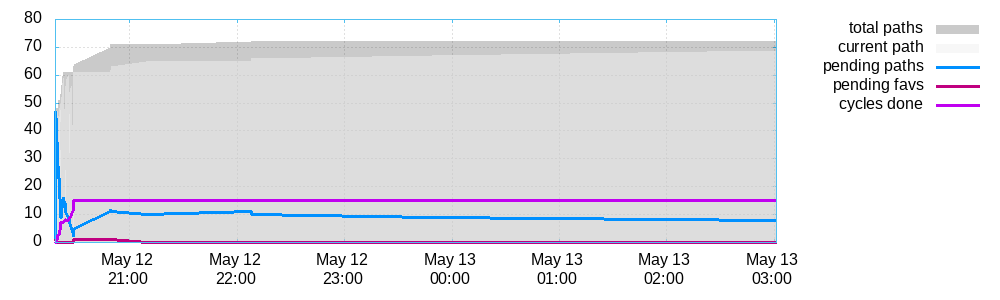 80
70
60
50
40
30
20
10
0
May 12
21:00
May 12
22:00
May 12
23:00
May 13
00:00
May 13
01:00
May 13
02:00
May 13
03:00
total paths
current path
pending paths
pending favs
cycles done